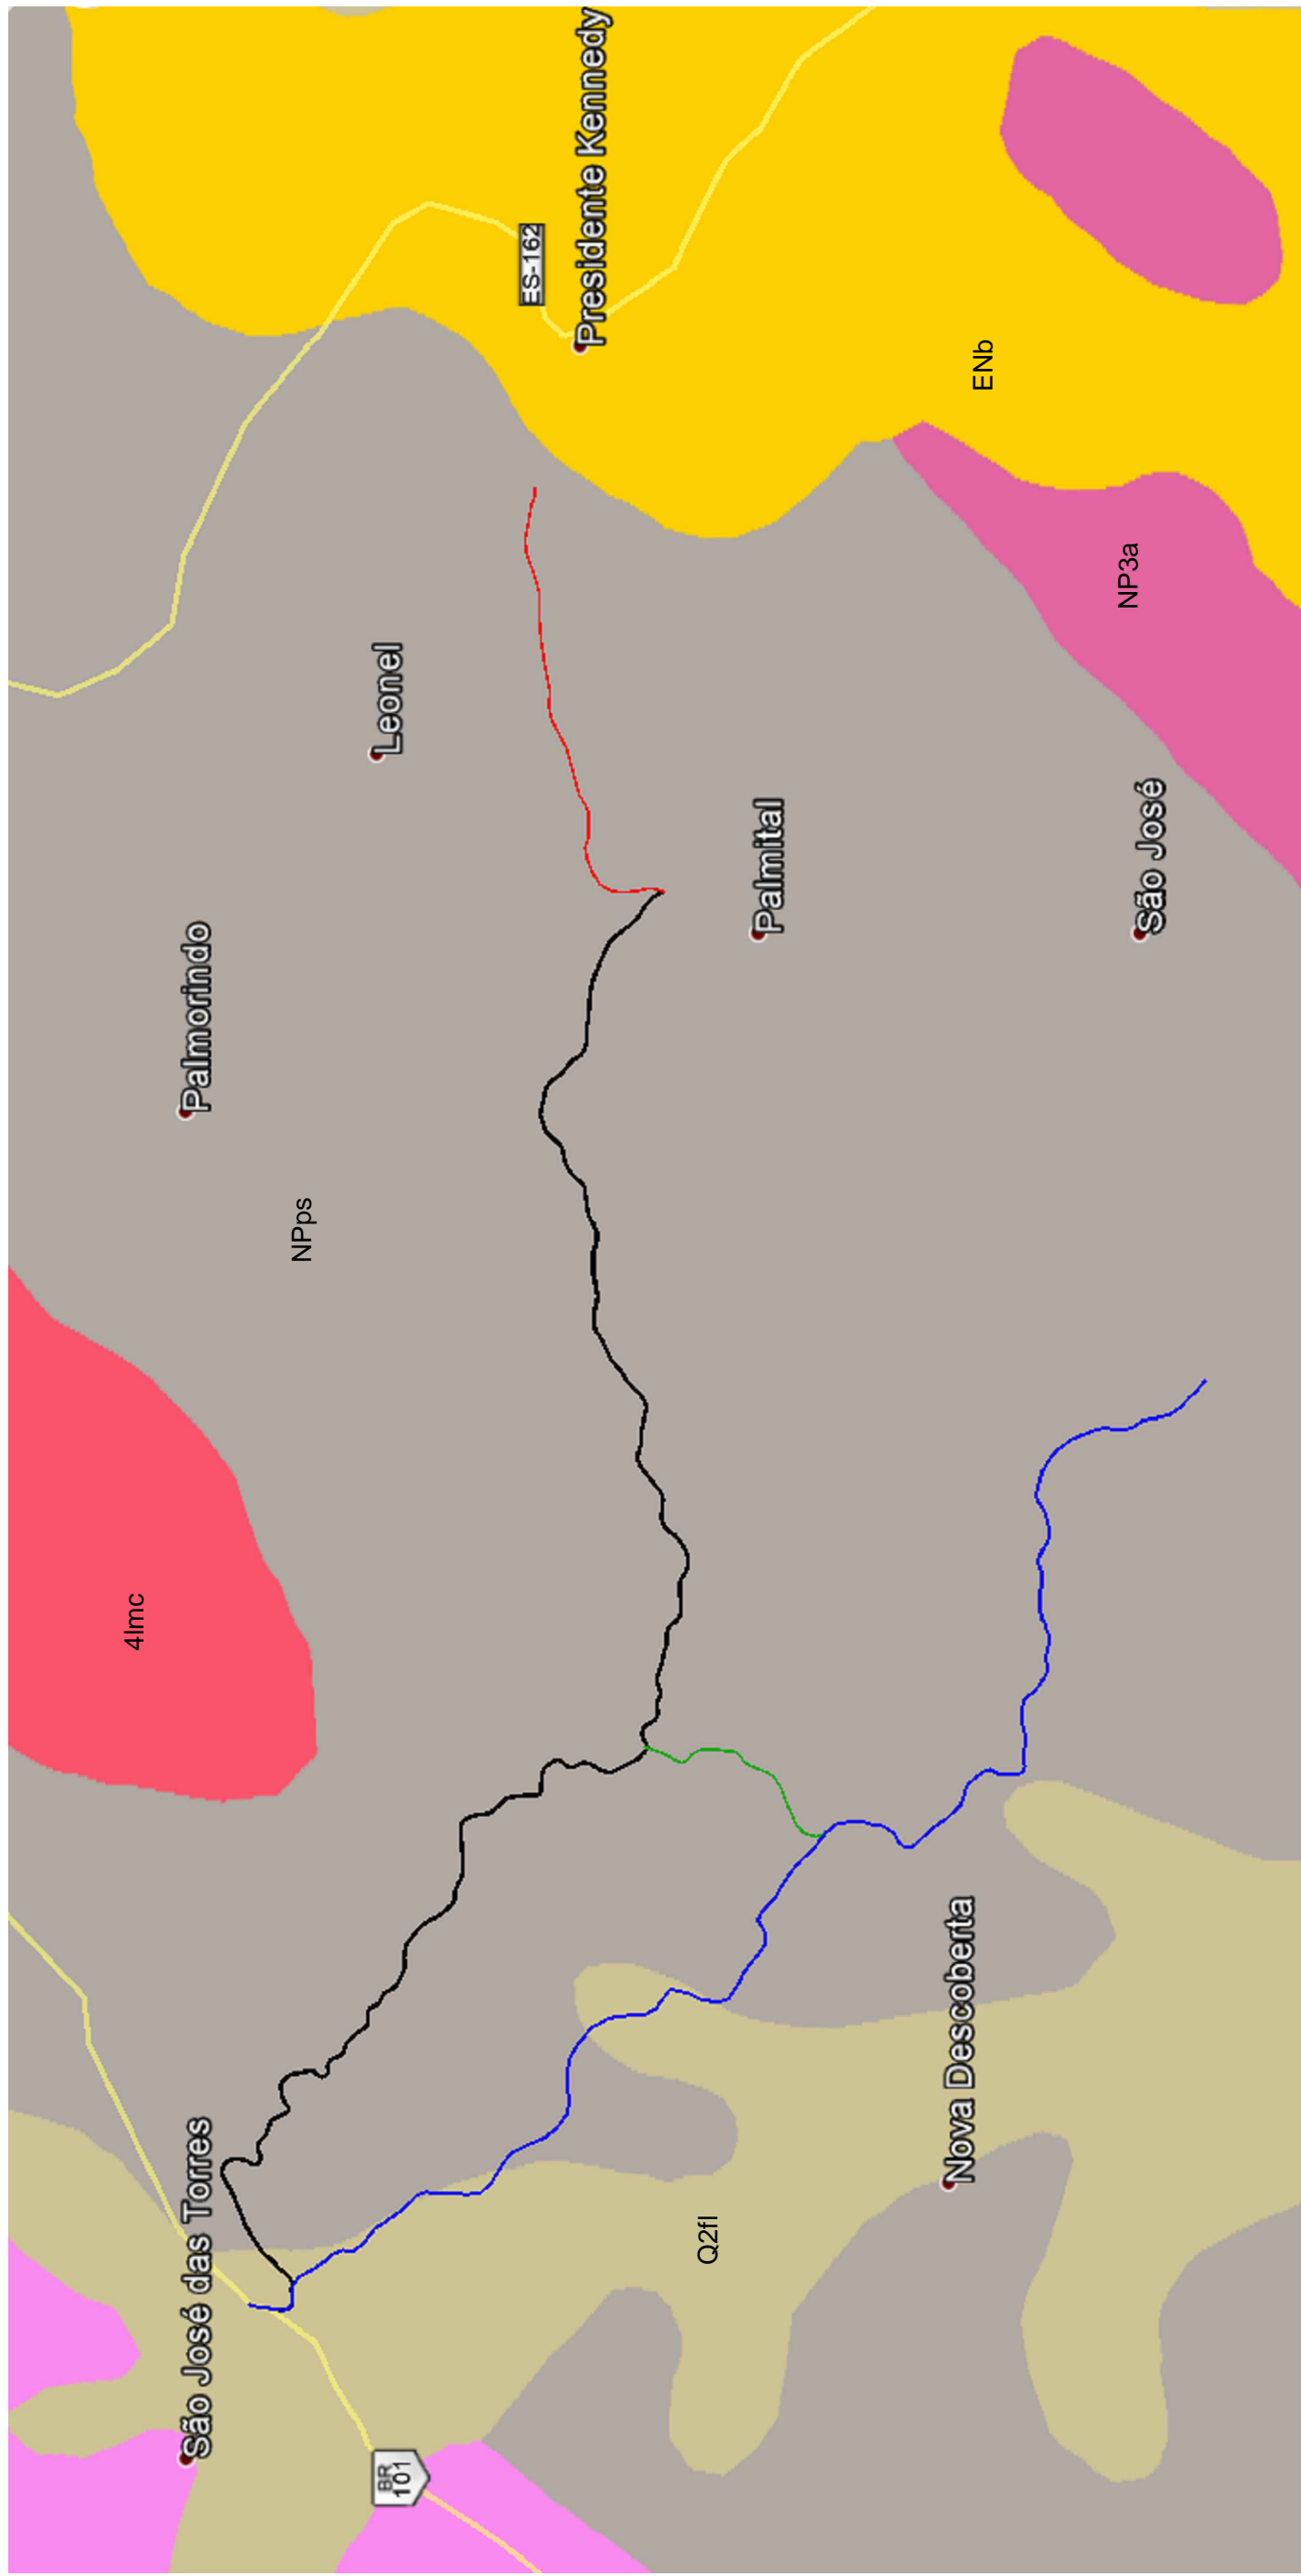 São José das Torres
BR
101
4lmc
Palmorindo
NPps
Leonel
ES-162
Presidente Kennedy
Palmital
Q2fl
Nova Descoberta
São José
NP3a
ENb